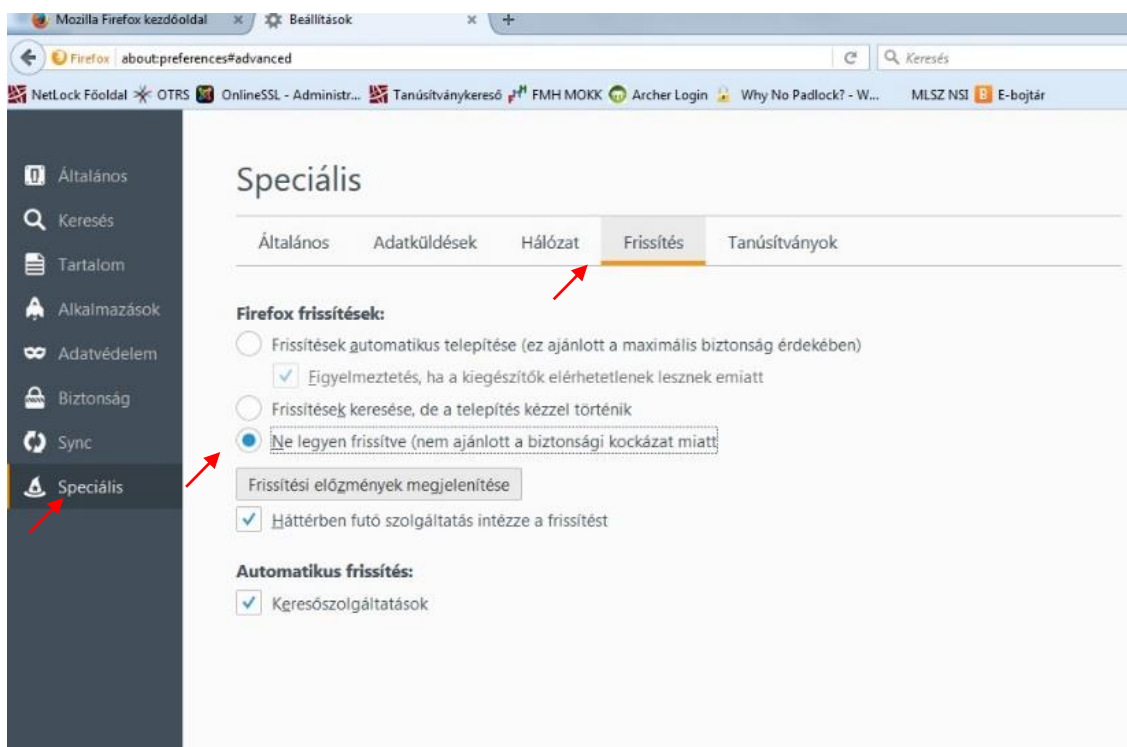 Mozilla Firefox kezdőoldal × Beállítások × +
Firefox about:preferences#advanced Keresés
NetLock Főoldal OTRS OnlineSSL - Administr... Tanúsítványkereső FMH MOKK Archer Login Why No Padlock? - W... MLSZ NSI E-bojtár
Általános
Keresés
Tartalom
Alkalmazások
Adatvédelem
Biztonság
Sync
Speciális
Speciális
Általános Adatküldések Hálózat Frissítés Tanúsítványok
Firefox frissítések:
Frissítések automatikus telepítése (ez ajánlott a maximális biztonság érdekében)
Figyelmeztetés, ha a kiegészítők elérhetetlenek lesznek emiatt
Frissítések keresése, de a telepítés kézzel történik
Ne legyen frissítve (nem ajánlott a biztonsági kockázat miatt
Frissítési előzmények megjelenítése
Háttérben futó szolgáltatás intézze a frissítést
Automatikus frissítés:
Keresőszolgáltatások